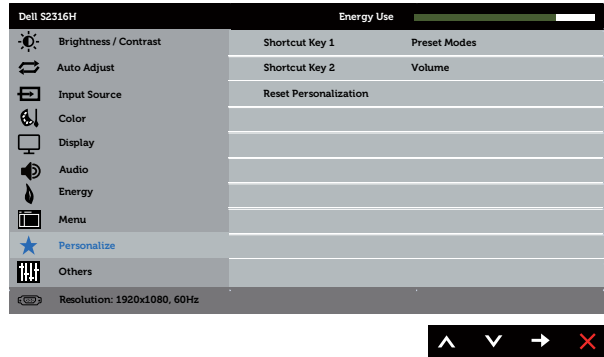 Dell S2316H Energy Use
Brightness / Contrast Shortcut Key 1 Preset Modes
Auto Adjust Shortcut Key 2 Volume
Input Source Reset Personalization
Color
Display
Audio
Energy
Menu
Personalize
Others
Resolution: 1920x1080, 60Hz